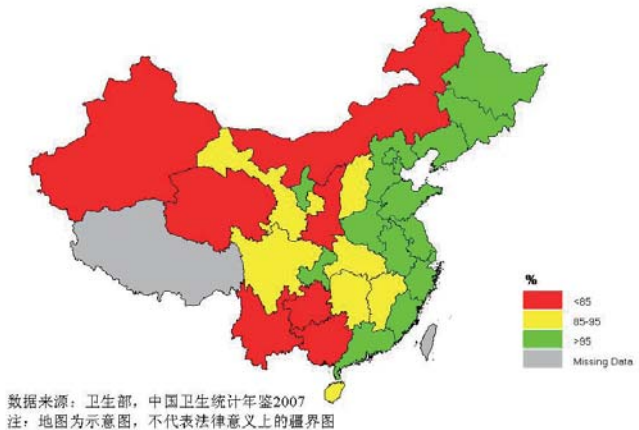 %
<85
85-95
>95
Missing Data
数据来源：卫生部，中国卫生统计年鉴2007
注：地图为示意图，不代表法律意义上的疆界图